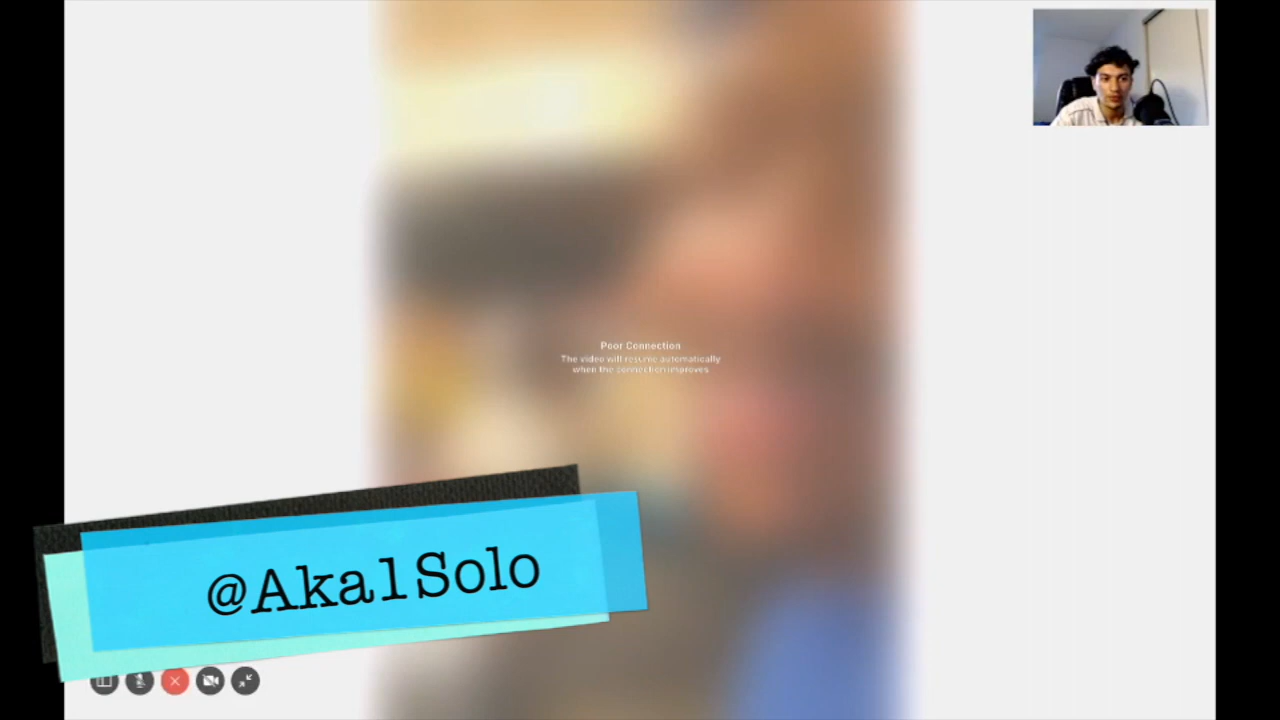 Poor Connection
The video will resume automatically
when the connection improves
@Aka1Solo